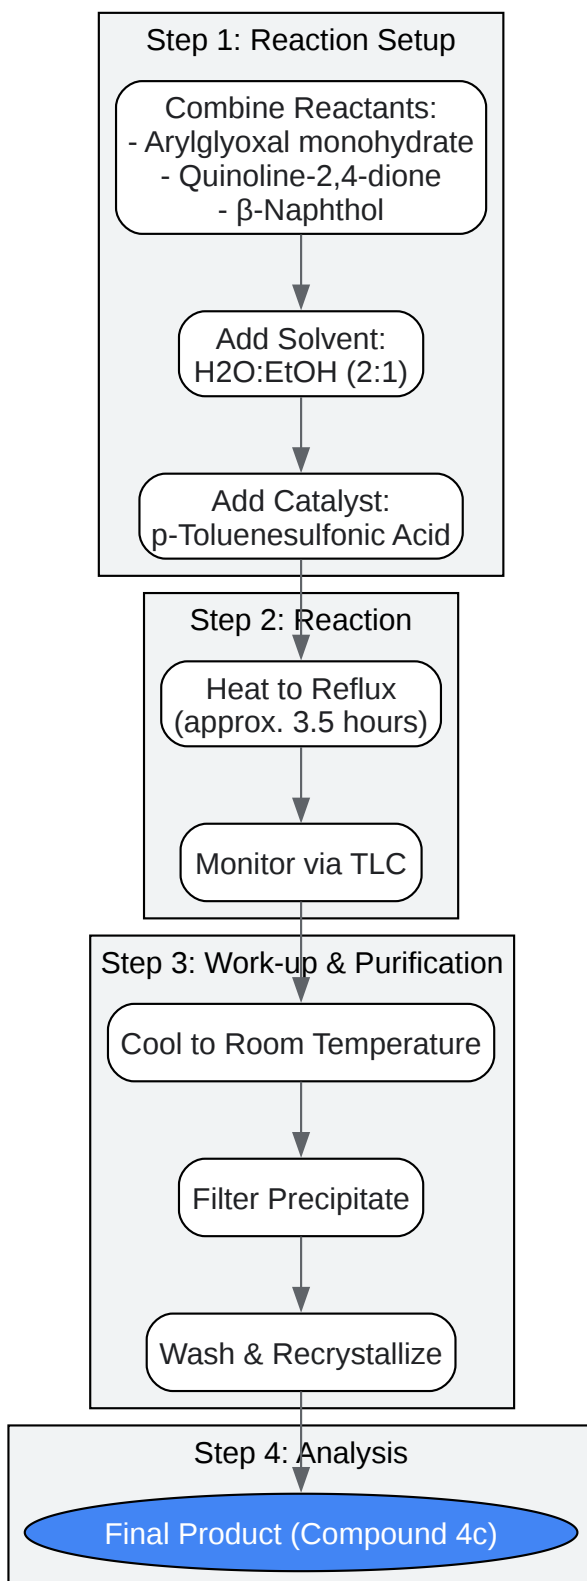 Step 1: Reaction Setup
Combine Reactants:
- Arylglyoxal monohydrate
- Quinoline-2,4-dione
- β-Naphthol
Add Solvent:
H2O:EtOH (2:1)
Add Catalyst:
p-Toluenesulfonic Acid
Step 2: Reaction
Heat to Reflux
(approx. 3.5 hours)
Monitor via TLC
Step 3: Work-up & Purification
Cool to Room Temperature
Filter Precipitate
Wash & Recrystallize
Step 4: Analysis
Final Product (Compound 4c)